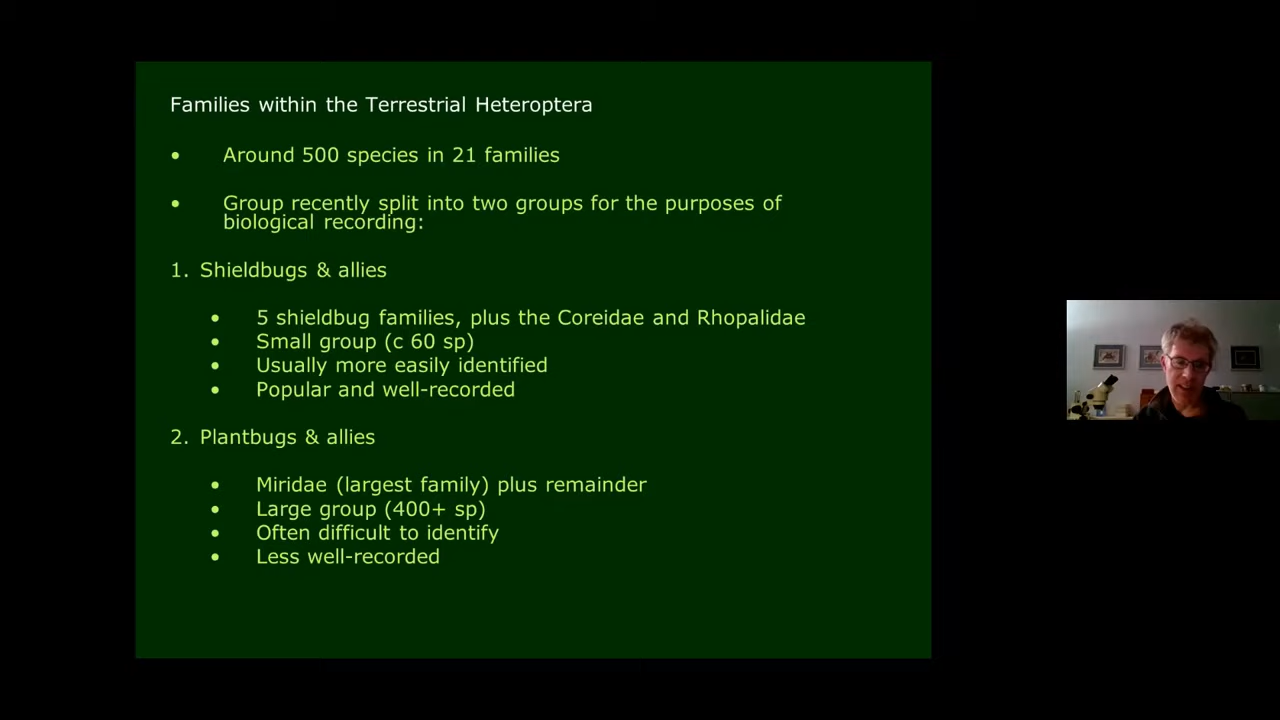 Families within the Terrestrial Heteroptera
• Around 500 species in 21 families
• Group recently split into two groups for the purposes of
biological recording:
1. Shieldbugs & allies
• 5 shieldbug families, plus the Coreidae and Rhopalidae
• Small group (c 60 sp)
• Usually more easily identified
• Popular and well-recorded
2. Plantbugs & allies
• Miridae (largest family) plus remainder
• Large group (400+ sp)
• Often difficult to identify
• Less well-recorded